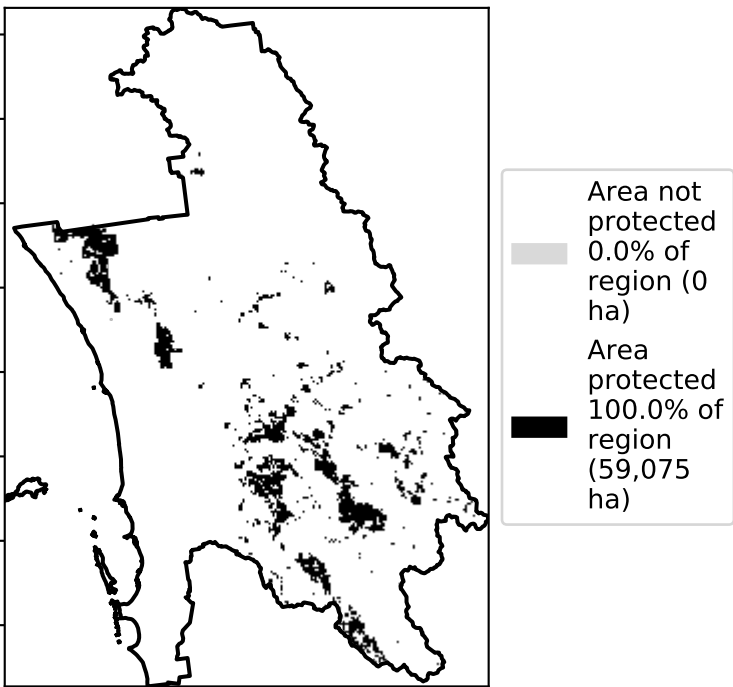 Area not
protected
0.0% of
region (0
ha)
Area
protected
100.0% of
region
(59,075
ha)